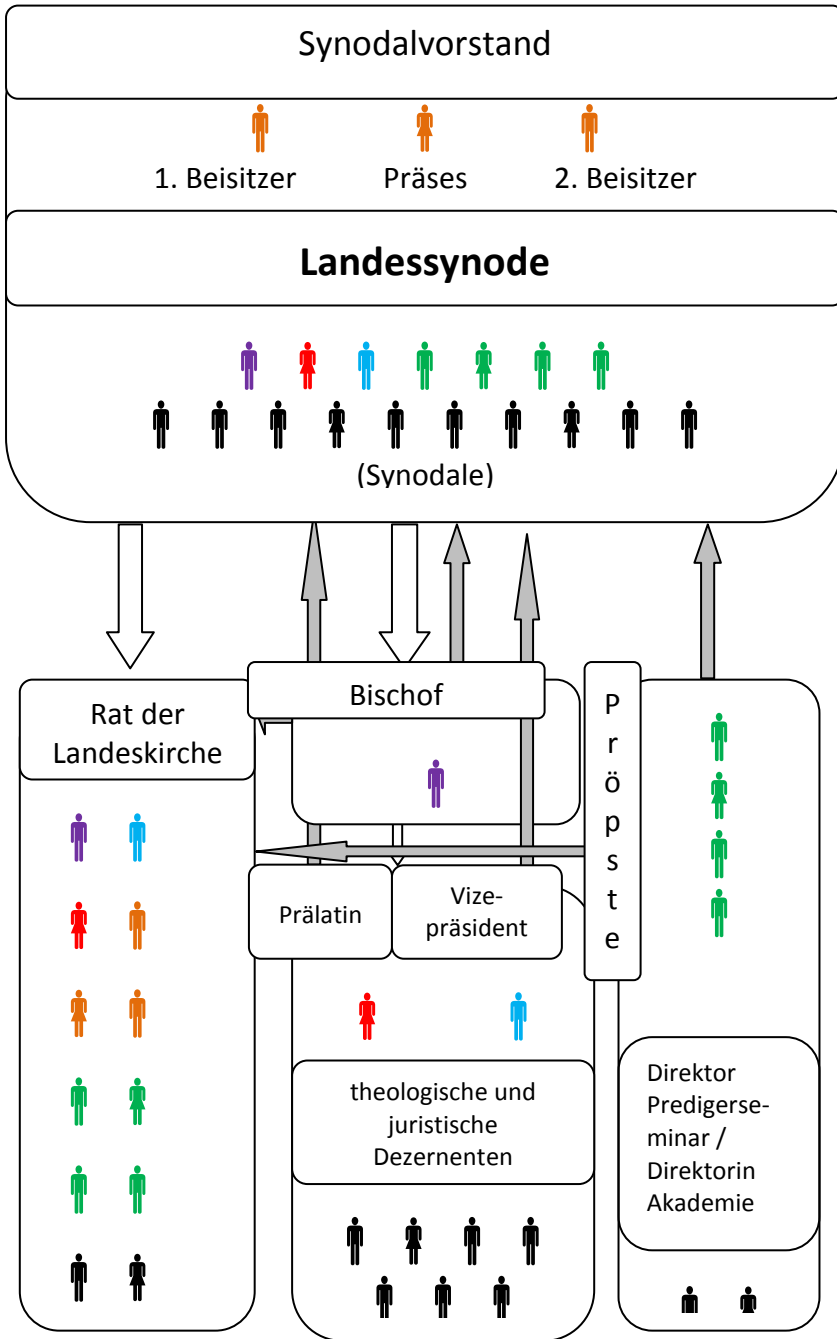 Synodalvorstand
1. Beisitzer Präses 2. Beisitzer
Landessynode
(Synodale)
Rat der
Landeskirche
Bischof
P
r
ö
p
s
t
e
Prälatin
Vize-
präsident
theologische und
juristische
Dezernenten
Direktor
Predigerse-
minar /
Direktorin
Akademie